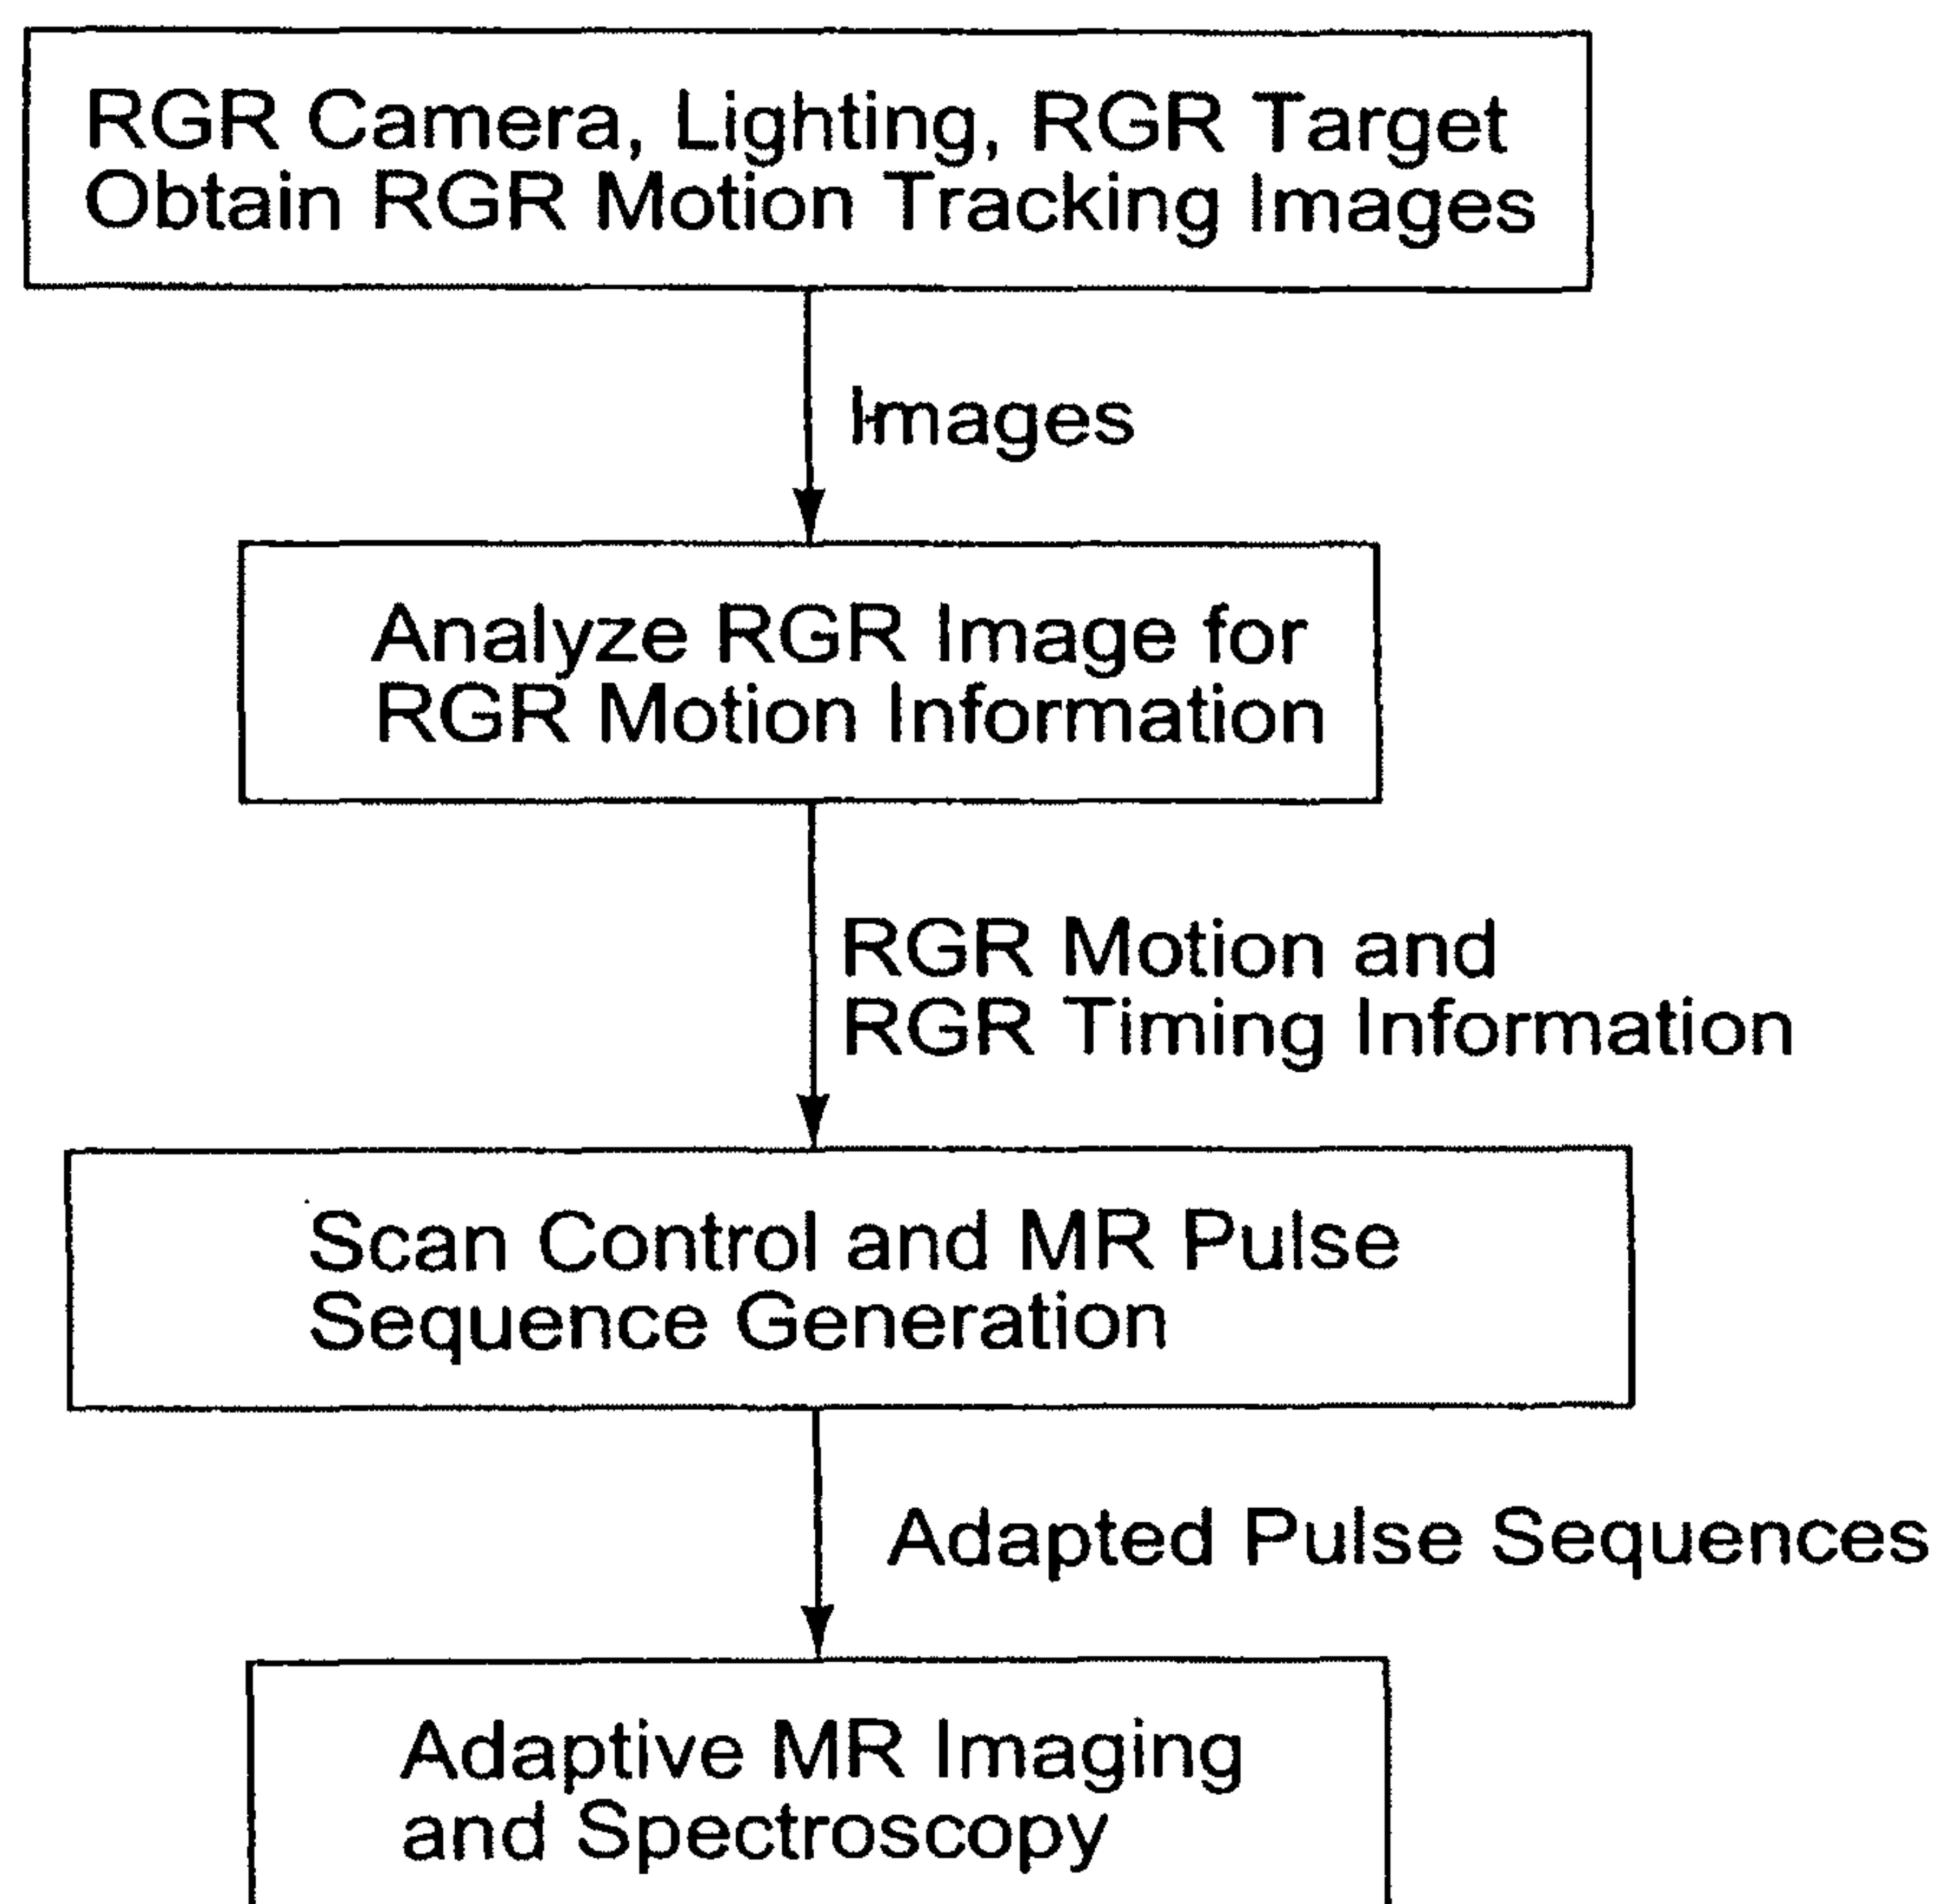 RGR Camera, Lighting, RGR Target
Obtain RGR Motion Tracking Images
Images
Analyze RGR Image for
RGR Motion Information
RGR Motion and
RGR Timing Information
Scan Control and MR Pulse
Sequence Generation
Adapted Pulse Sequences
Adaptive MR Imaging
and Spectroscopy